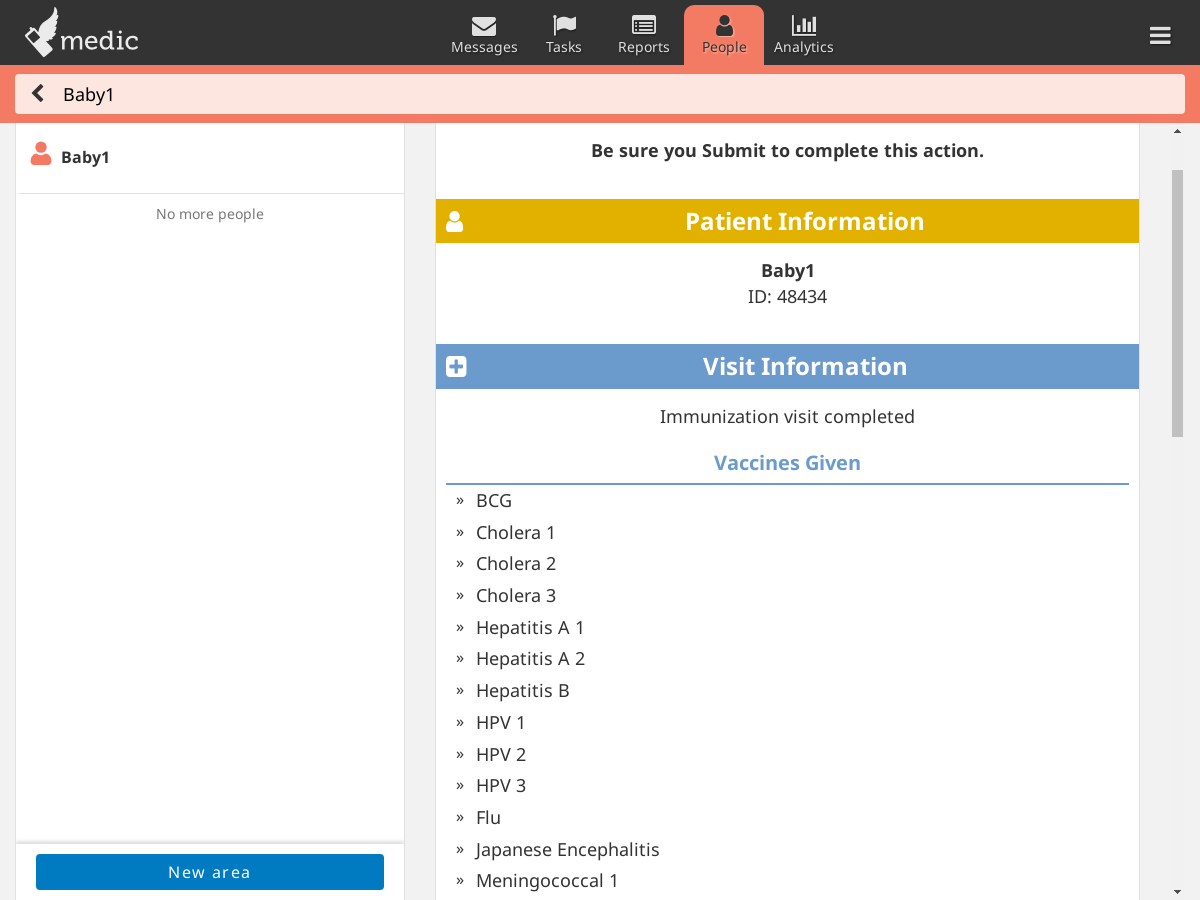 medic
Messages
Tasks
Reports
People
Analytics
Baby1
Baby1
No more people
New area
Be sure you Submit to complete this action.
Patient Information
Baby1
ID: 48434
Visit Information
Immunization visit completed
Vaccines Given
» BCG
» Cholera 1
» Cholera 2
» Cholera 3
» Hepatitis A 1
» Hepatitis A 2
» Hepatitis B
» HPV 1
» HPV 2
» HPV 3
» Flu
» Japanese Encephalitis
» Meningococcal 1